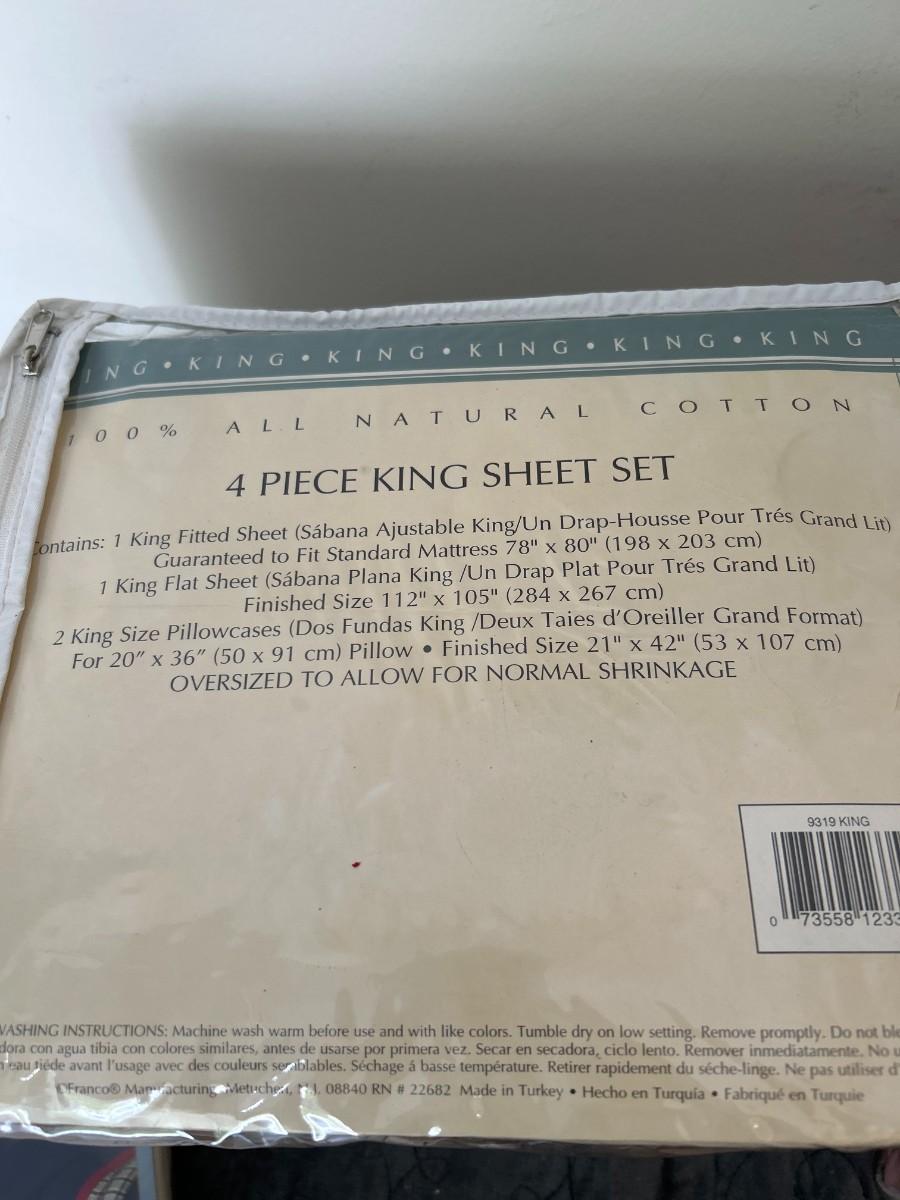 ING • KING • KING • KING • KING • KING
100% ALL NATURAL COTTON
4 PIECE KING SHEET SET
Contains: 1 King Fitted Sheet (Sábana Ajustable King/Un Drap-Housse Pour Trés Grand Lit)
Guaranteed to Fit Standard Mattress 78" x 80" (198 x 203 cm)
1 King Flat Sheet (Sábana Plana King /Un Drap Plat Pour Trés Grand Lit)
Finished Size 112" x 105" (284 x 267 cm)
2 King Size Pillowcases (Dos Fundas King /Deux Taies d'Oreiller Grand Format)
For 20" x 36" (50 x 91 cm) Pillow • Finished Size 21" x 42" (53 x 107 cm)
OVERSIZED TO ALLOW FOR NORMAL SHRINKAGE
9319 KING
0 73558 1233
WASHING INSTRUCTIONS: Machine wash warm before use and with like colors. Tumble dry on low setting. Remove promptly. Do not ble
dora con agua tibia con colores similares, antes de usarse por primera vez. Secar en secadora, ciclo lento. Remover inmediatamente. No u
l'eau tiéde avant l'usage avec des couleurs semblables. Séchage á basse température. Retirer rapidement du séche-linge. Ne pas utiliser d'
©Franco® Manufacturing Metuchen, N.J. 08840 RN # 22682 Made in Turkey • Hecho en Turquía • Fabriqué en Turquie